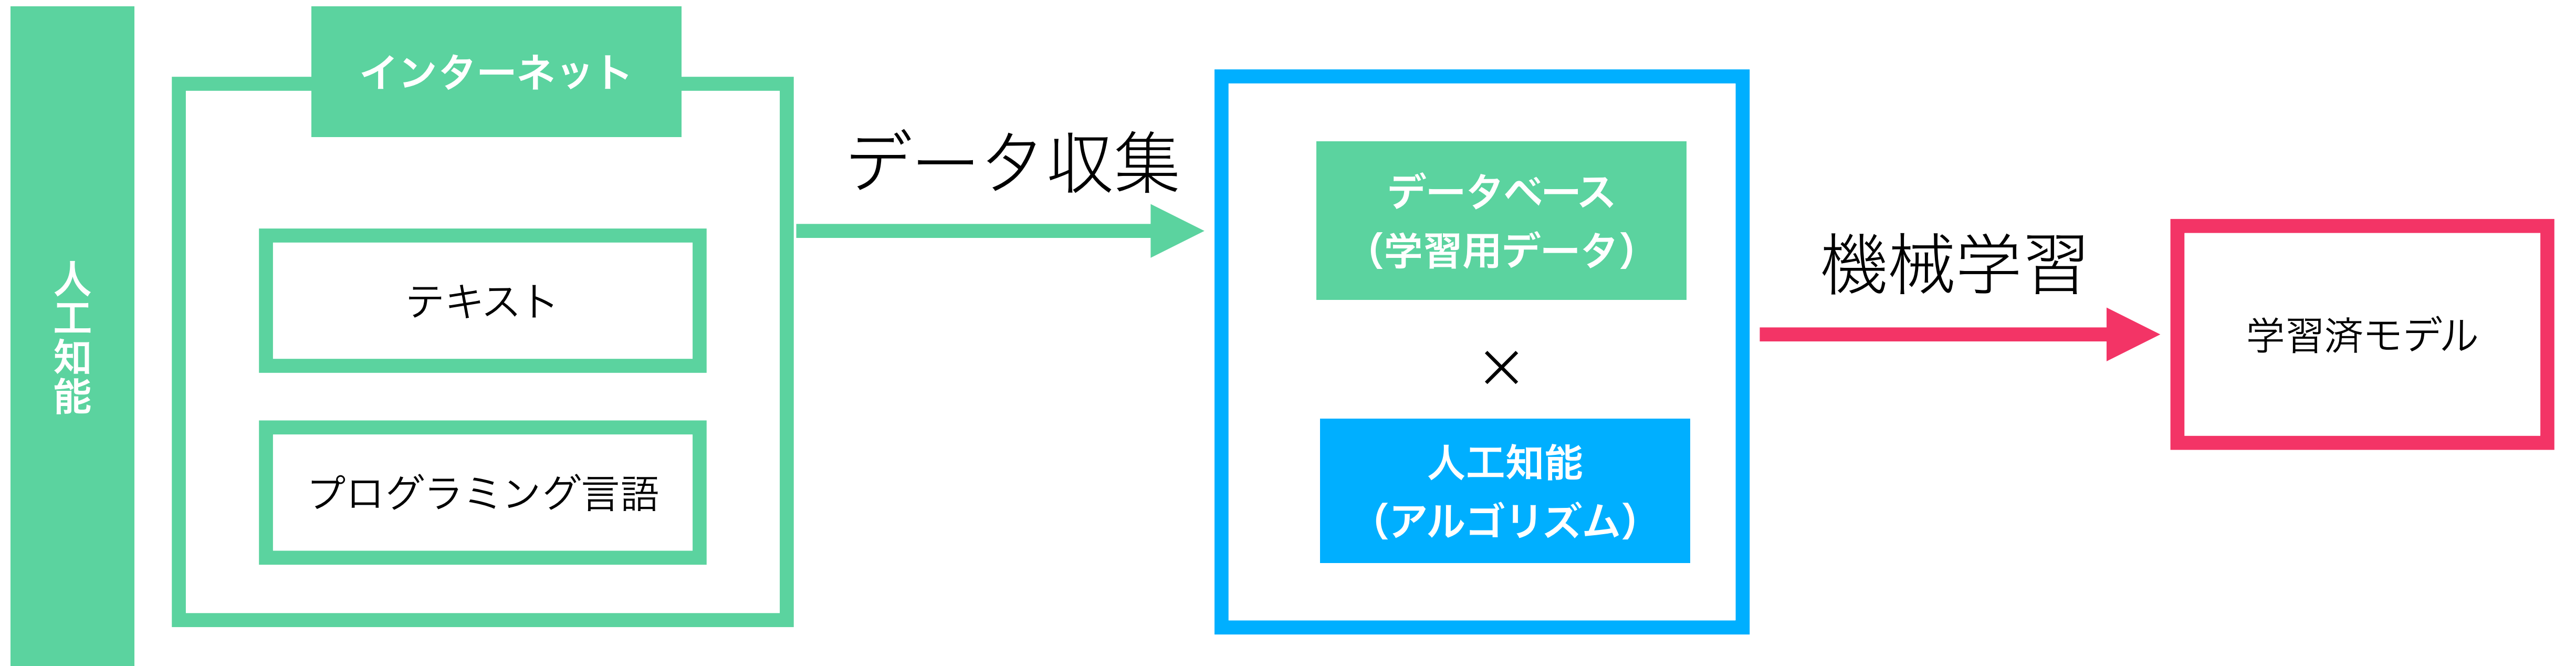 人工知能
インターネット
テキスト
プログラミング言語
データ収集
データベース
（学習用データ）
×
人工知能
（アルゴリズム）
機械学習
学習済モデル